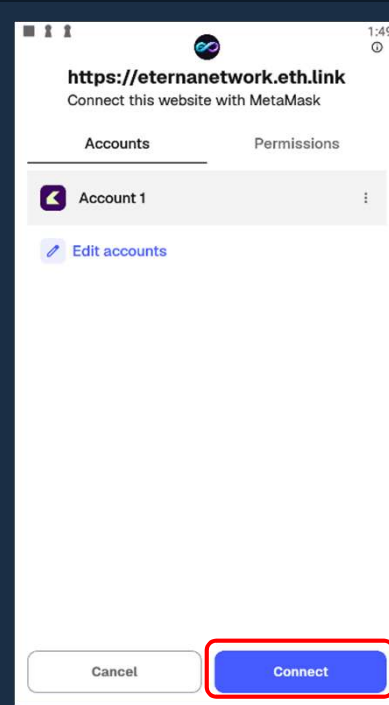 1:49
https://eternanetwork.eth.link
Connect this website with MetaMask
Accounts Permissions
Account 1
Edit accounts
Cancel Connect